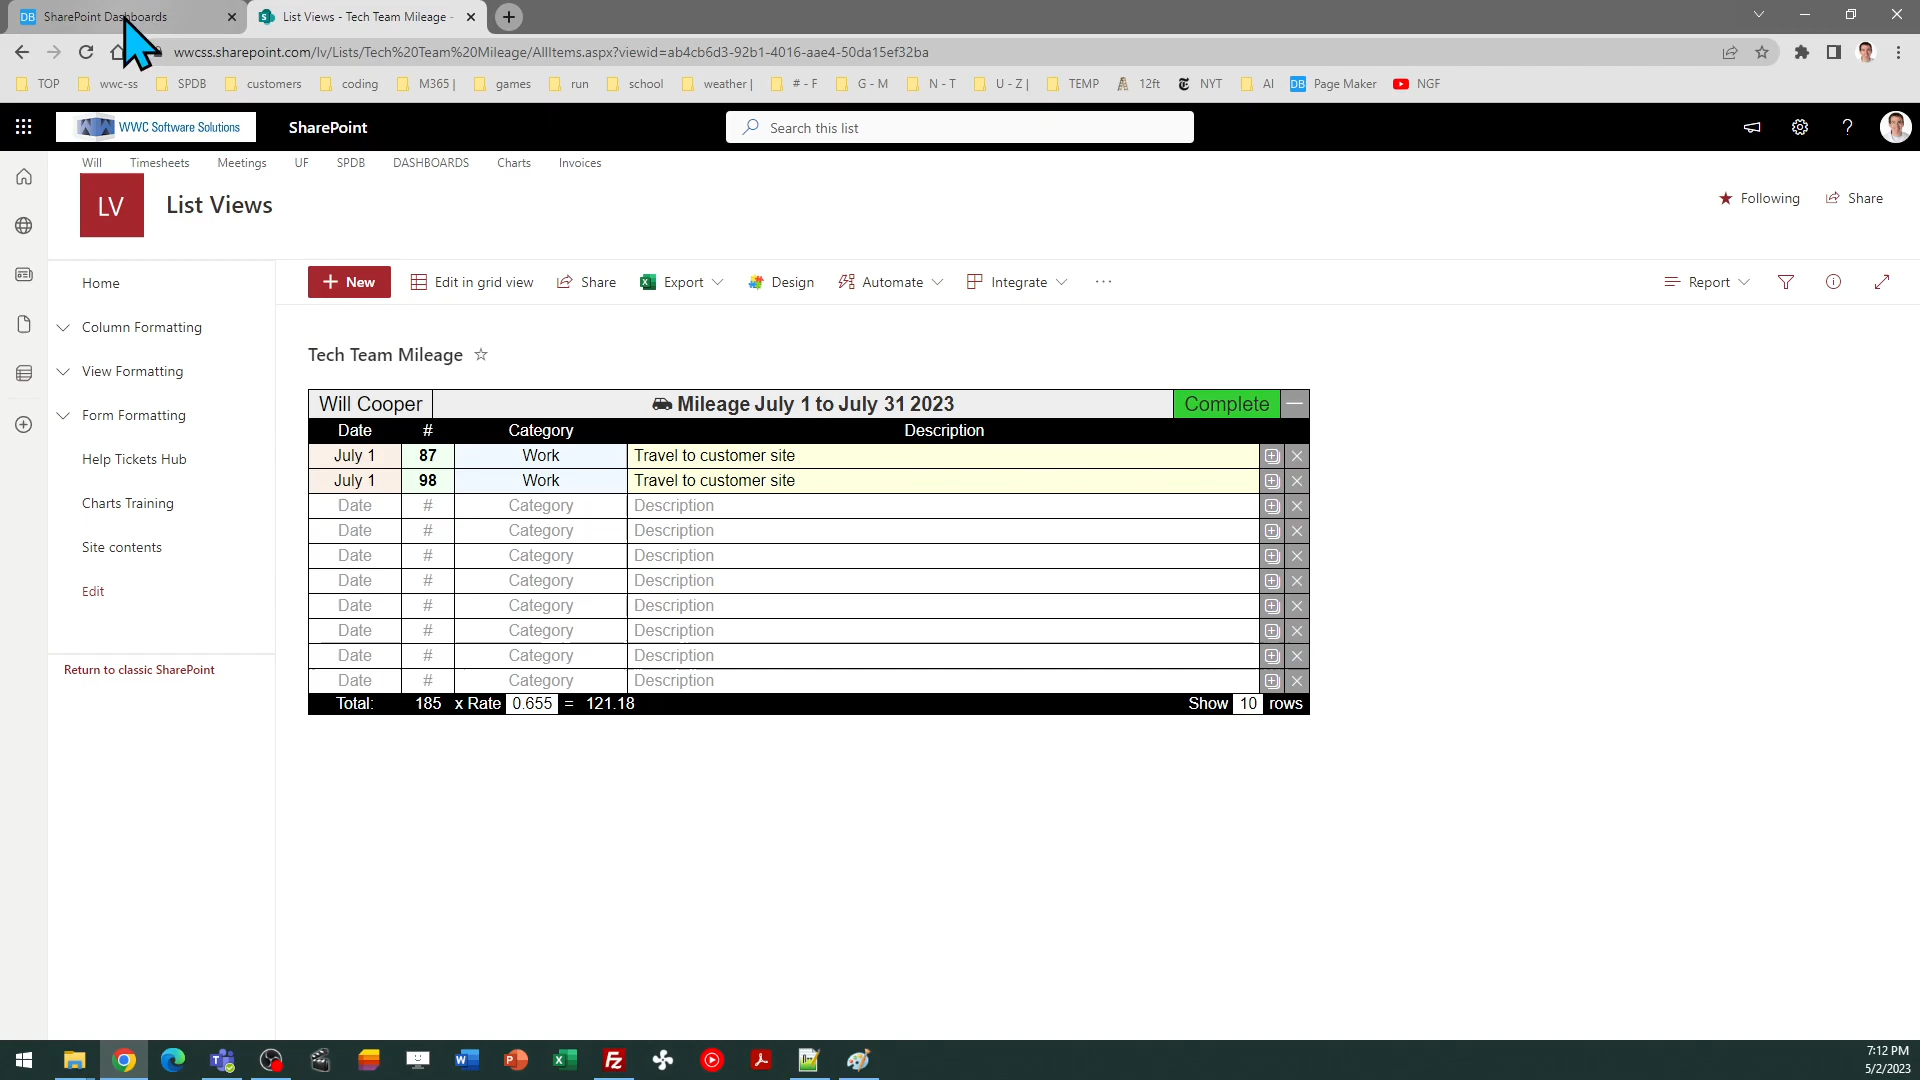 SharePoint Dashboards
List Views - Tech Team Mileage -
wwcss.sharepoint.com/lv/Lists/Tech%20Team%20Mileage/AllItems.aspx?viewid=ab4cb6d3-92b1-4016-aae4-50da15ef32ba
TOP wwc-ss SPDB customers coding M365 | games run school weather | # - F G - M N - T U - Z | TEMP 12ft NYT AI DB Page Maker NGF
WWC Software Solutions SharePoint Search this list
Will Timesheets Meetings UF SPDB DASHBOARDS Charts Invoices
LV List Views Following Share
Home
Column Formatting
View Formatting
Form Formatting
Help Tickets Hub
Charts Training
Site contents
Edit
Return to classic SharePoint
+ New Edit in grid view Share Export Design Automate Integrate ... Report
Tech Team Mileage
Will Cooper Mileage July 1 to July 31 2023 Complete
Date # Category Description
July 1 87 Work Travel to customer site
July 1 98 Work Travel to customer site
Date # Category Description
Date # Category Description
Date # Category Description
Date # Category Description
Date # Category Description
Date # Category Description
Date # Category Description
Date # Category Description
Total: 185 x Rate 0.655 = 121.18 Show 10 rows
7:12 PM
5/2/2023